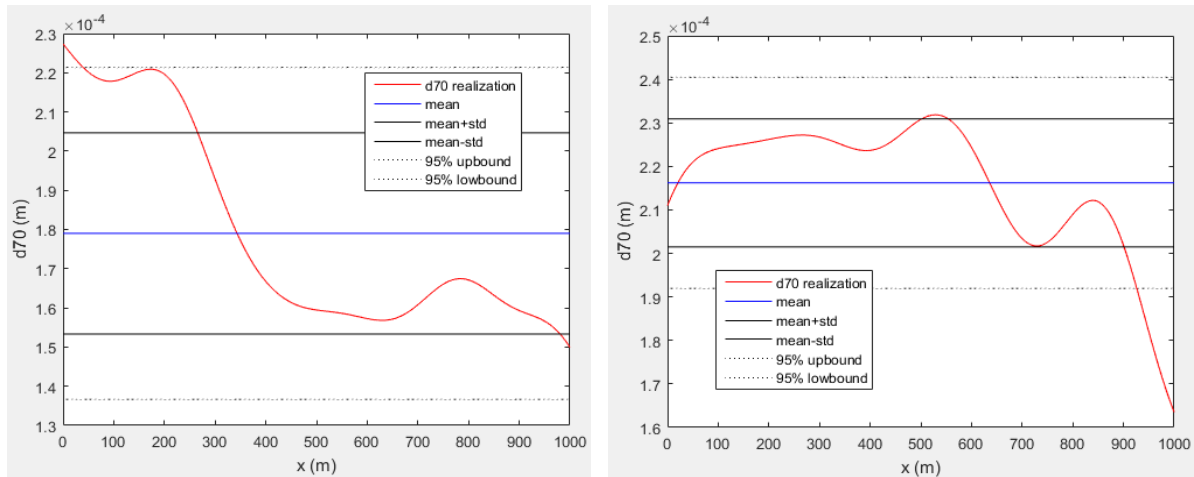 ×10⁻⁴
2.3
2.2
2.1
2
1.9
1.8
1.7
1.6
1.5
1.4
1.3
d70 (m)
d70 realization
mean
mean+std
mean-std
95% upbound
95% lowbound
0 100 200 300 400 500 600 700 800 900 1000
x (m)
×10⁻⁴
2.5
2.4
2.3
2.2
2.1
2
1.9
1.8
1.7
1.6
d70 (m)
d70 realization
mean
mean+std
mean-std
95% upbound
95% lowbound
0 100 200 300 400 500 600 700 800 900 1000
x (m)